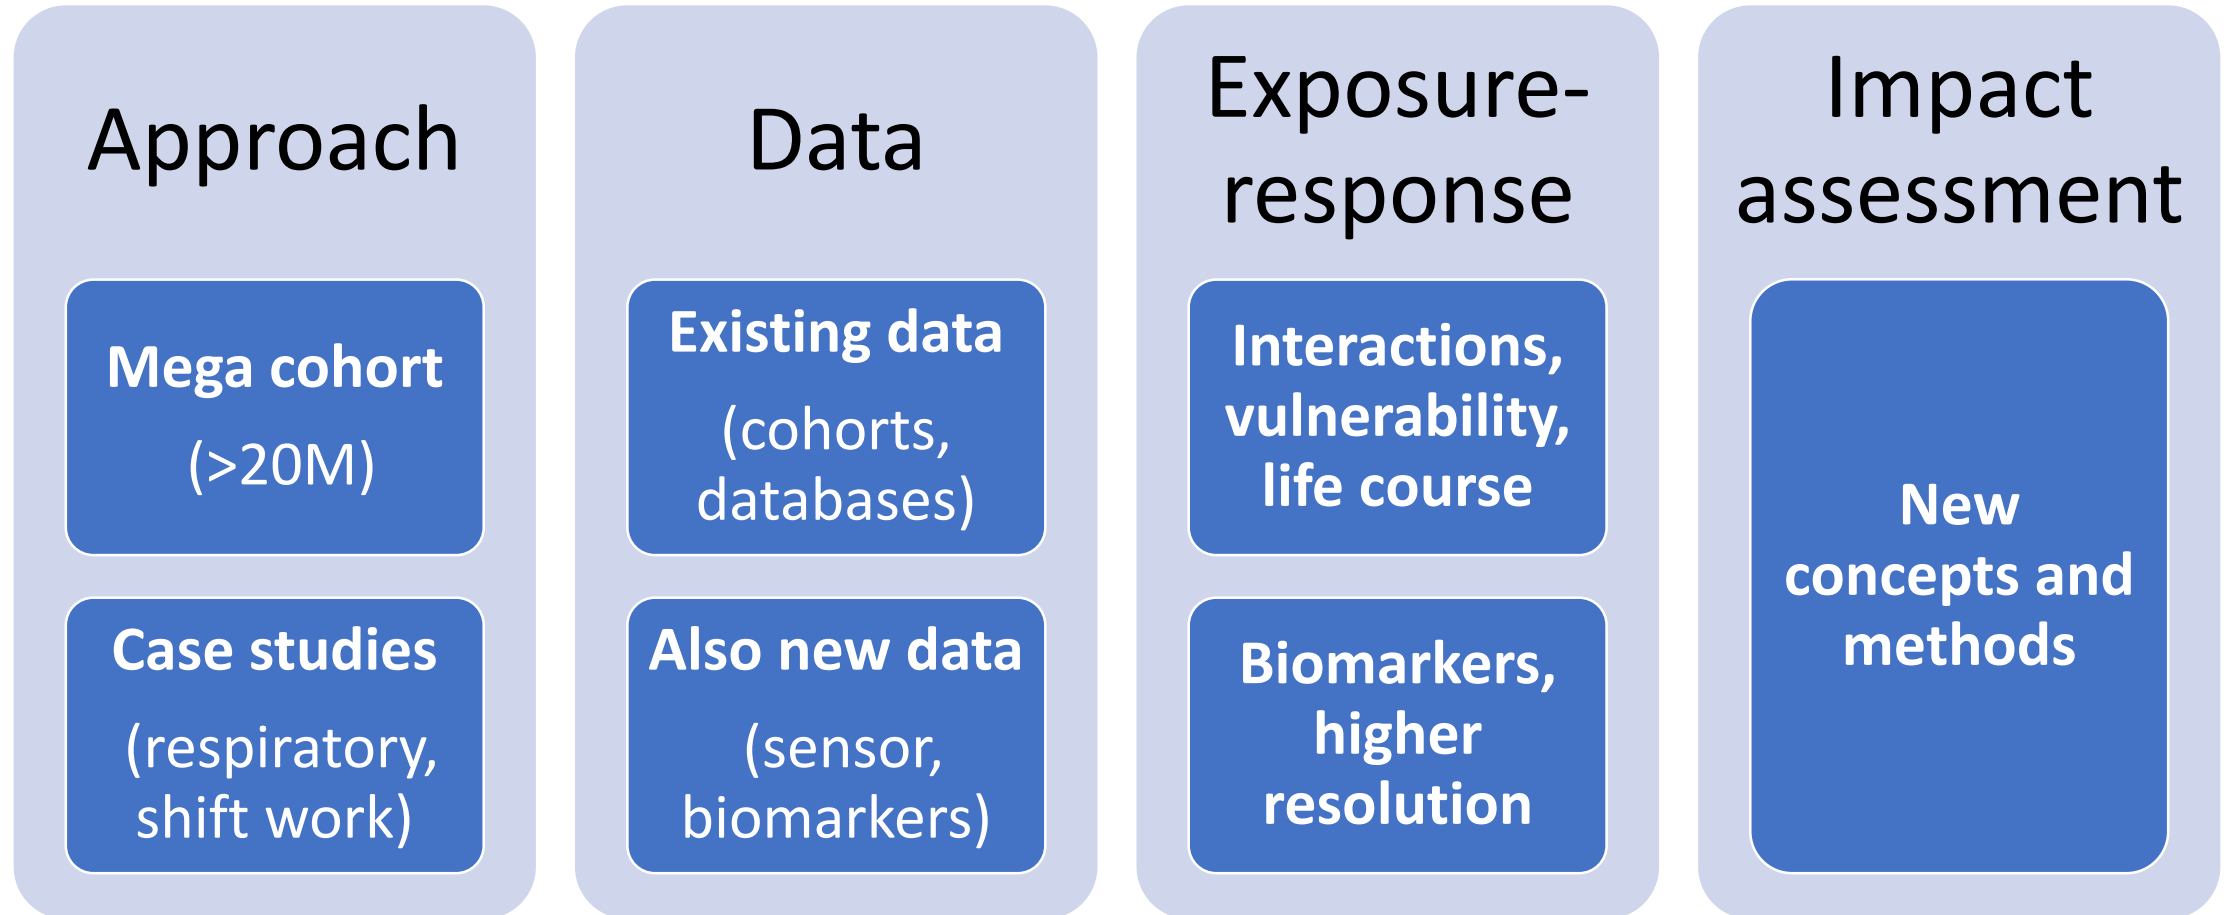 Approach
Mega cohort
(>20M)
Case studies
(respiratory,
shift work)
Data
Existing data
(cohorts,
databases)
Also new data
(sensor,
biomarkers)
Exposure-
response
Interactions,
vulnerability,
life course
Biomarkers,
higher
resolution
Impact
assessment
New
concepts and
methods